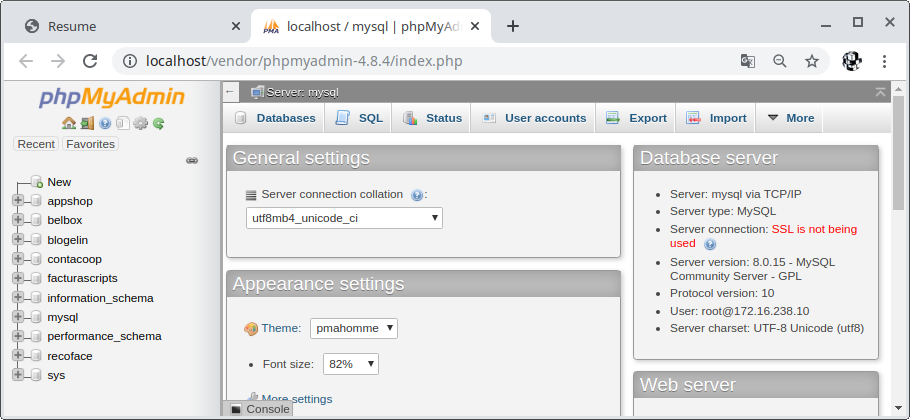 Resume
localhost / mysql | phpMyAd
localhost/vendor/phpmyadmin-4.8.4/index.php
phpMyAdmin
Recent Favorites
New
appshop
belbox
blogelin
contacoop
facturascripts
information_schema
mysql
performance_schema
recoface
sys
Server: mysql
Databases SQL Status User accounts Export Import More
General settings
Server connection collation :
utf8mb4_unicode_ci
Appearance settings
Theme: pmahomme
Font size: 82%
More settings
Console
Database server
Server: mysql via TCP/IP
Server type: MySQL
Server connection: SSL is not being
used
Server version: 8.0.15 - MySQL
Community Server - GPL
Protocol version: 10
User: root@172.16.238.10
Server charset: UTF-8 Unicode (utf8)
Web server